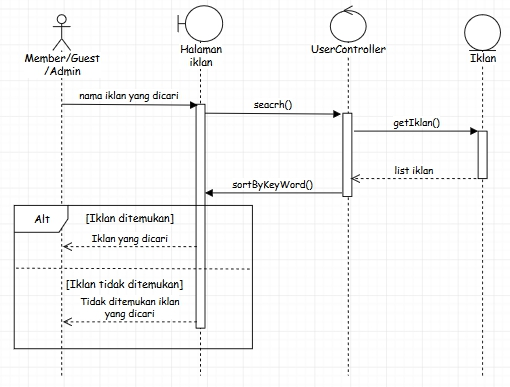 Member/Guest
/Admin
Halaman
iklan
UserController
Iklan
nama iklan yang dicari
seacrh()
getIklan()
list iklan
sortByKeyWord()
Alt
[Iklan ditemukan]
Iklan yang dicari
[Iklan tidak ditemukan]
Tidak ditemukan iklan
yang dicari